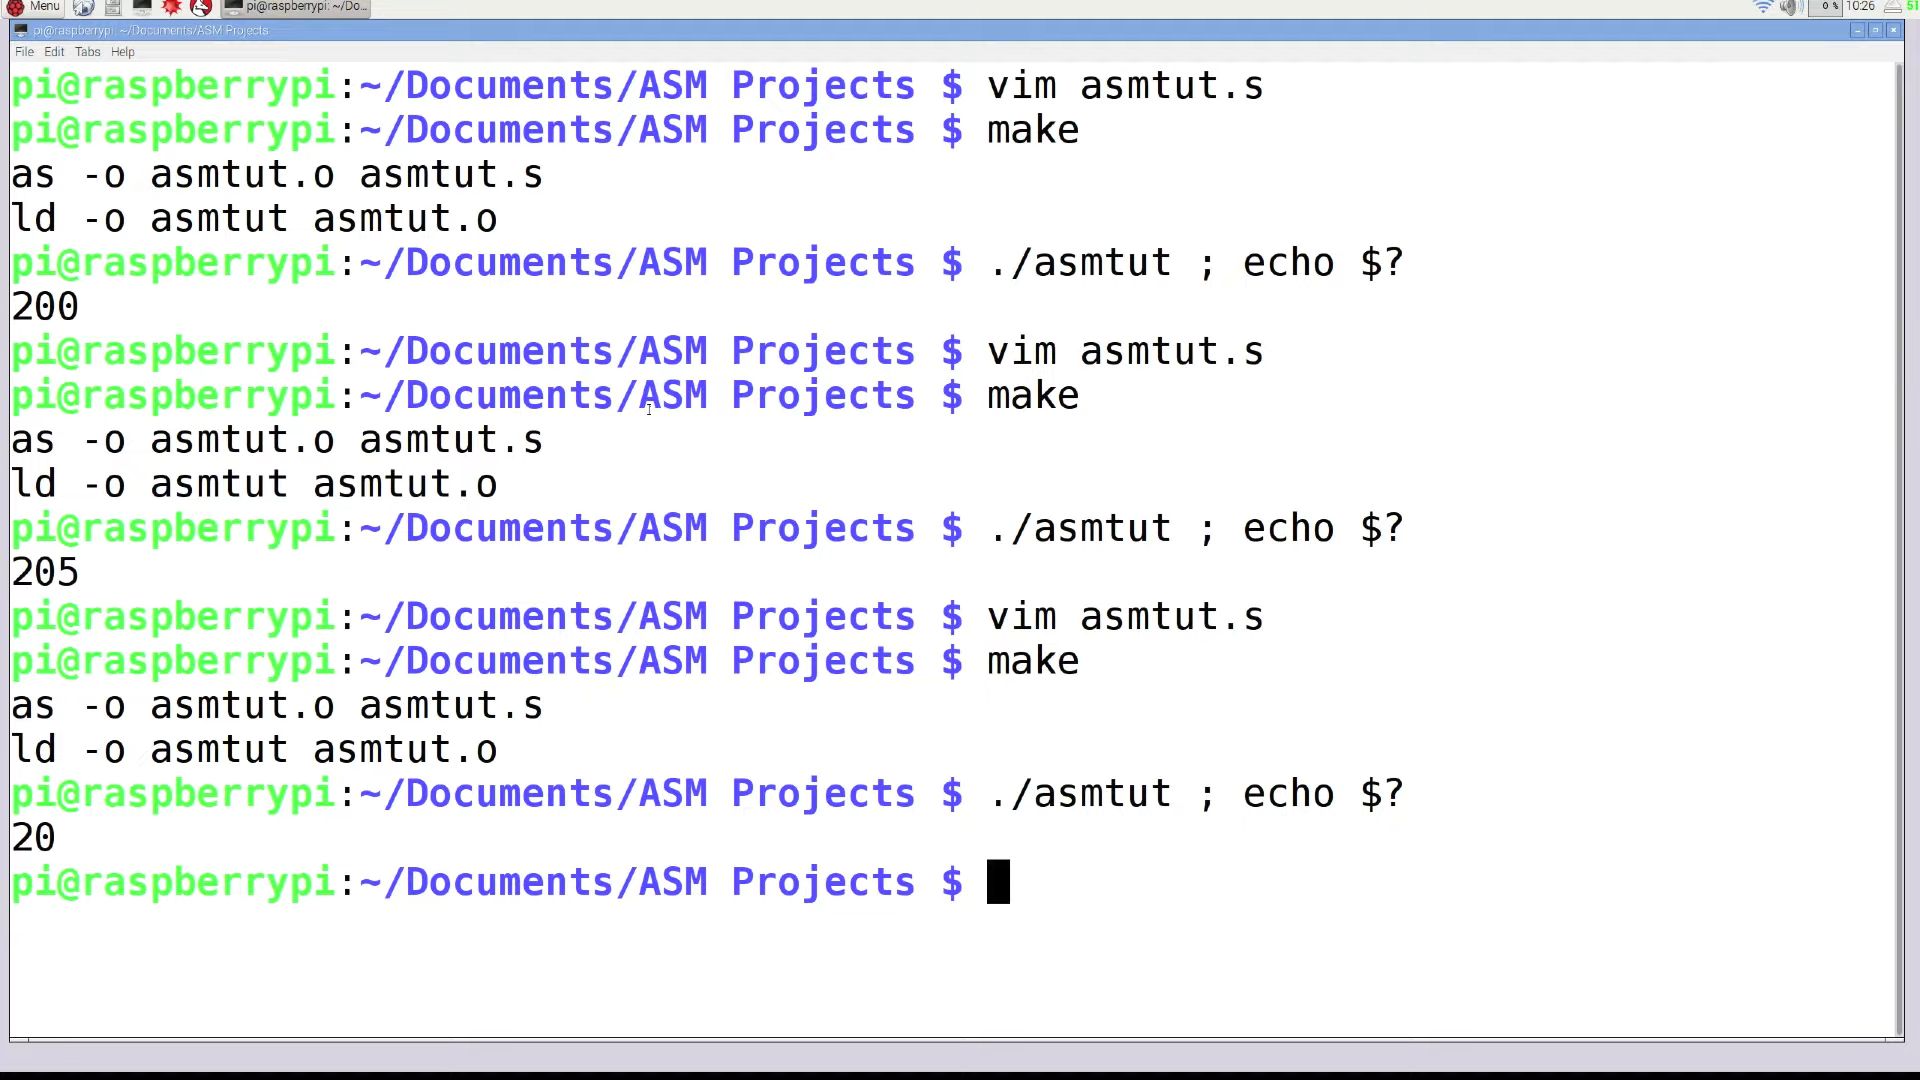 Menu pi@raspberrypi: ~/Do... 0 % 10:26 51
pi@raspberrypi: ~/Documents/ASM Projects
File Edit Tabs Help
pi@raspberrypi:~/Documents/ASM Projects $ vim asmtut.s
pi@raspberrypi:~/Documents/ASM Projects $ make
as -o asmtut.o asmtut.s
ld -o asmtut asmtut.o
pi@raspberrypi:~/Documents/ASM Projects $ ./asmtut ; echo $?
200
pi@raspberrypi:~/Documents/ASM Projects $ vim asmtut.s
pi@raspberrypi:~/Documents/ASM Projects $ make
as -o asmtut.o asmtut.s
ld -o asmtut asmtut.o
pi@raspberrypi:~/Documents/ASM Projects $ ./asmtut ; echo $?
205
pi@raspberrypi:~/Documents/ASM Projects $ vim asmtut.s
pi@raspberrypi:~/Documents/ASM Projects $ make
as -o asmtut.o asmtut.s
ld -o asmtut asmtut.o
pi@raspberrypi:~/Documents/ASM Projects $ ./asmtut ; echo $?
20
pi@raspberrypi:~/Documents/ASM Projects $